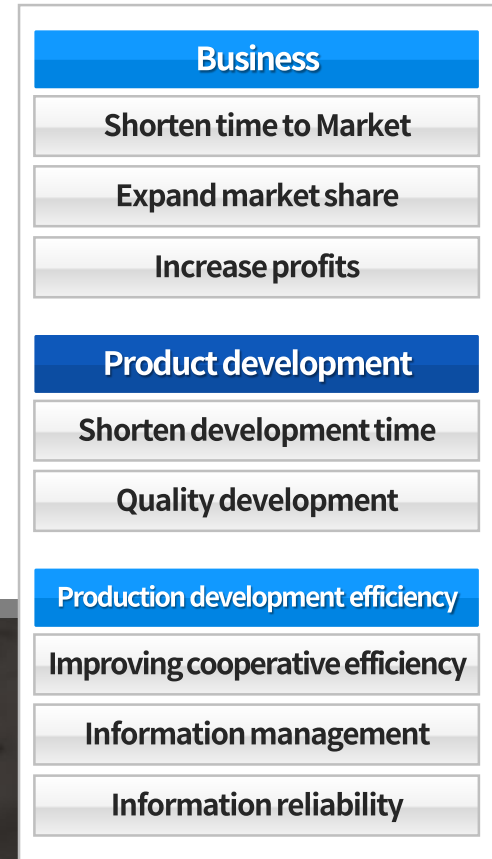 Business
Shorten time to Market
Expand market share
Increase profits
Product development
Shorten development time
Quality development
Production development efficiency
Improving cooperative efficiency
Information management
Information reliability